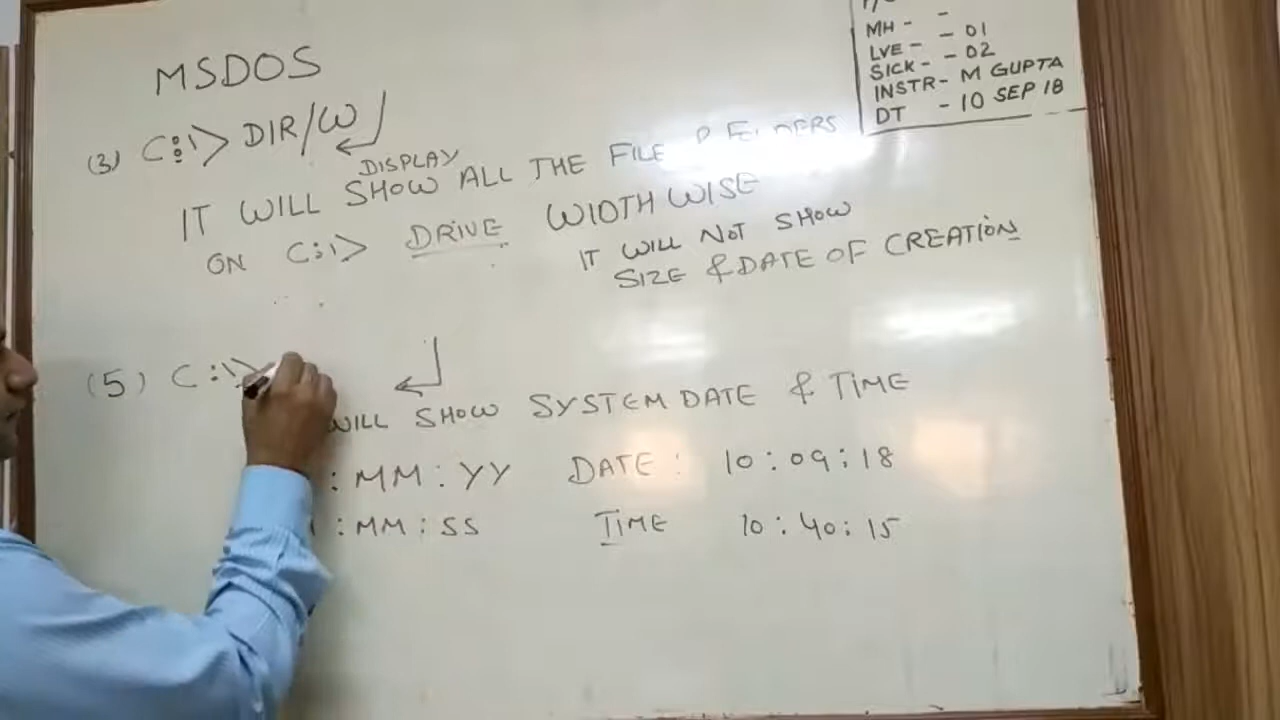 MSDOS
MH - -
LVE - - 01
SICK - - 02
INSTR - M GUPTA
DT - 10 SEP 18
(3) C:\> DIR/W
DISPLAY
IT WILL SHOW ALL THE FILE
ON C:\> DRIVE WIDTH WISE
IT WILL NOT SHOW
SIZE & DATE OF CREATION
(5) C:\>
WILL SHOW SYSTEM DATE & TIME
: MM : YY DATE : 10 : 09 : 18
: MM : SS TIME 10 : 40 : 15